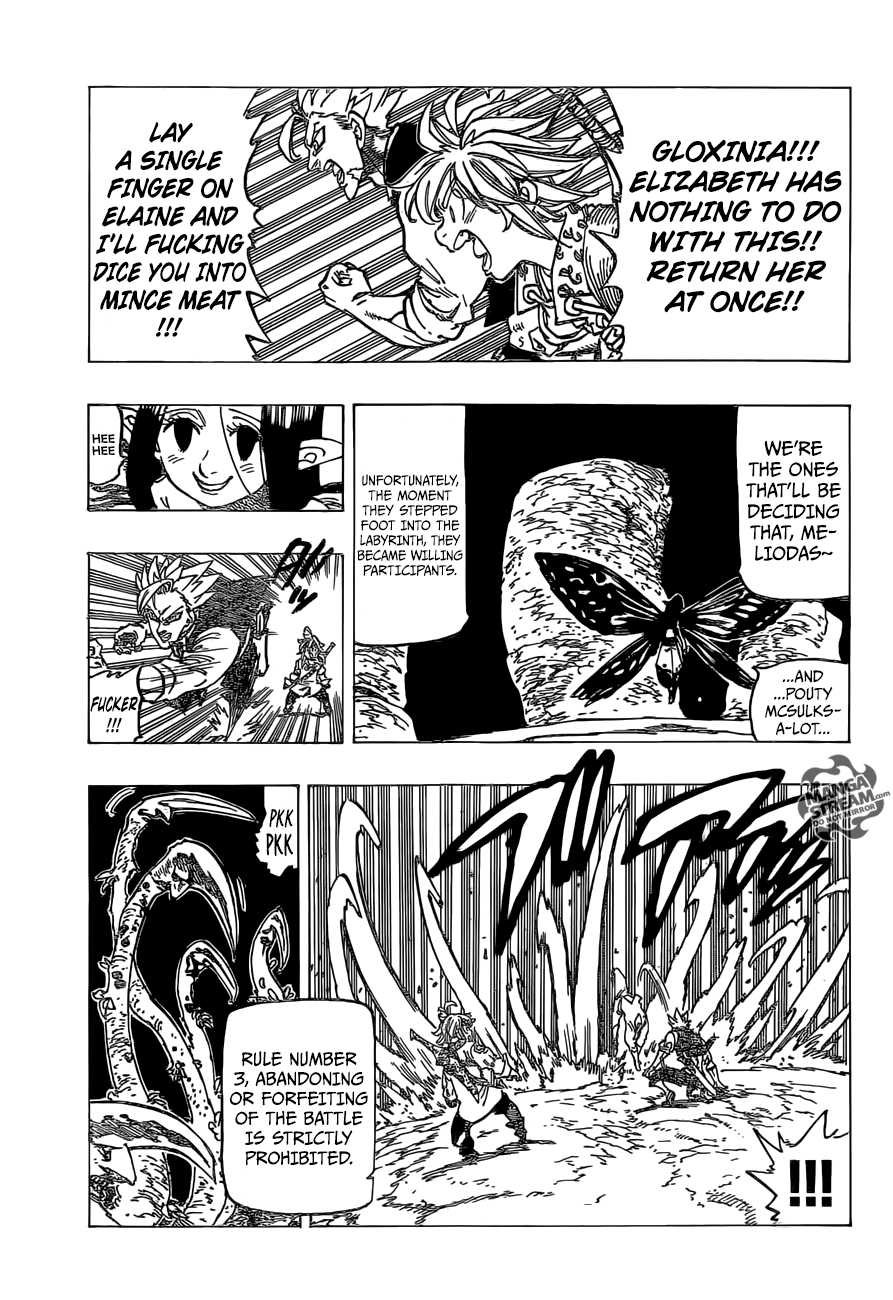 GLOXINIA!!!
ELIZABETH HAS
NOTHING TO DO
WITH THIS!!
RETURN HER
AT ONCE!!
LAY
A SINGLE
FINGER ON
ELAINE AND
I'LL FUCKING
DICE YOU INTO
MINCE MEAT
!!!
WE'RE
THE ONES
THAT'LL BE
DECIDING
THAT, ME-
LIODAS~
...AND
...POUTY
MCSULKS-
A-LOT...
UNFORTUNATELY,
THE MOMENT
THEY STEPPED
FOOT INTO THE
LABYRINTH, THEY
BECAME WILLING
PARTICIPANTS.
HEE
HEE
FUCKER
!!!
MANGA
STREAM.com
DO NOT MIRROR
!!!
PKK
PKK
RULE NUMBER
3, ABANDONING
OR FORFEITING
OF THE BATTLE
IS STRICTLY
PROHIBITED.